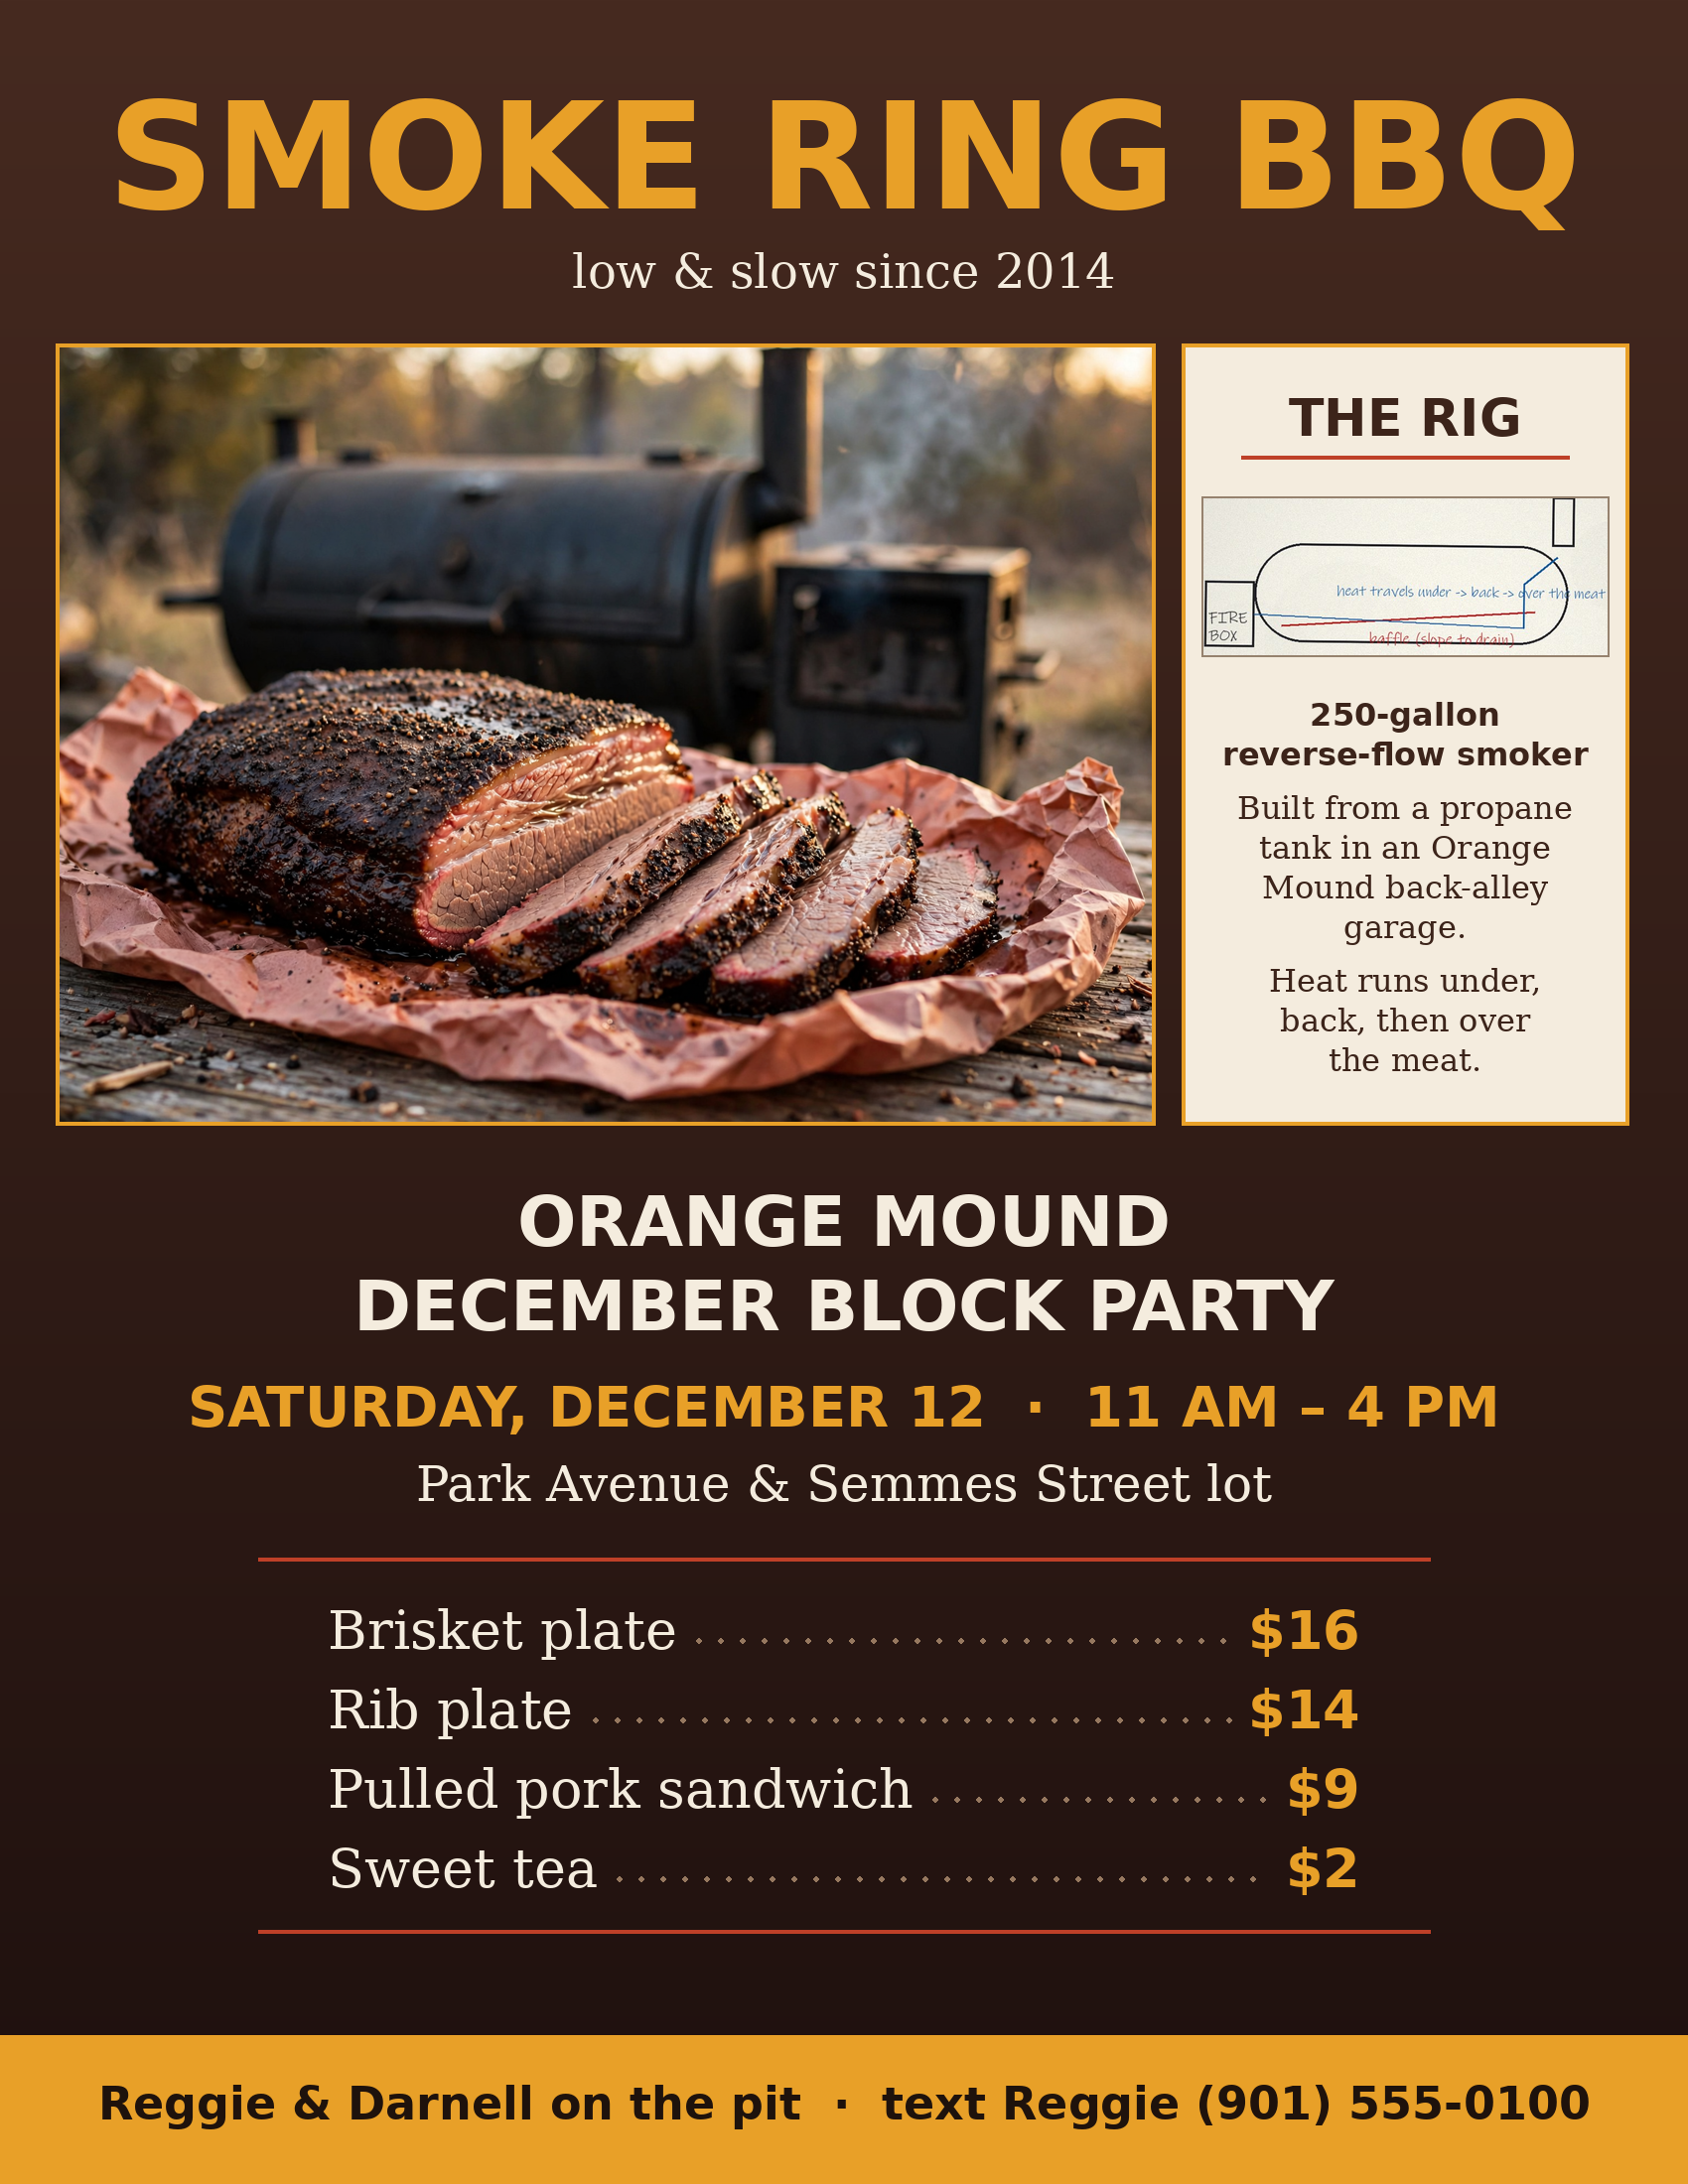 SMOKE RING BBQ
low & slow since 2014
THE RIG
heat travels under -> back -> over the meat
FIRE
BOX
baffle (slope to drain)
250-gallon
reverse-flow smoker
Built from a propane
tank in an Orange
Mound back-alley
garage.
Heat runs under,
back, then over
the meat.
ORANGE MOUND
DECEMBER BLOCK PARTY
SATURDAY, DECEMBER 12 · 11 AM – 4 PM
Park Avenue & Semmes Street lot
Brisket plate $16
Rib plate $14
Pulled pork sandwich $9
Sweet tea $2
Reggie & Darnell on the pit · text Reggie (901) 555-0100